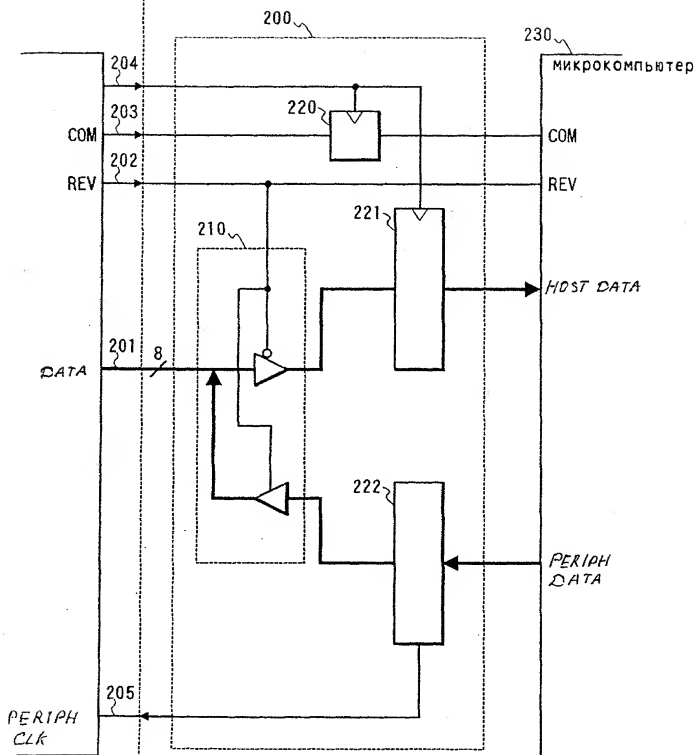 200
230
204
микрокомпьютер
203
220
COM
COM
202
REV
REV
221
210
HOST DATA
201
8
DATA
222
PERIPH
DATA
205
PERIPH
CLK